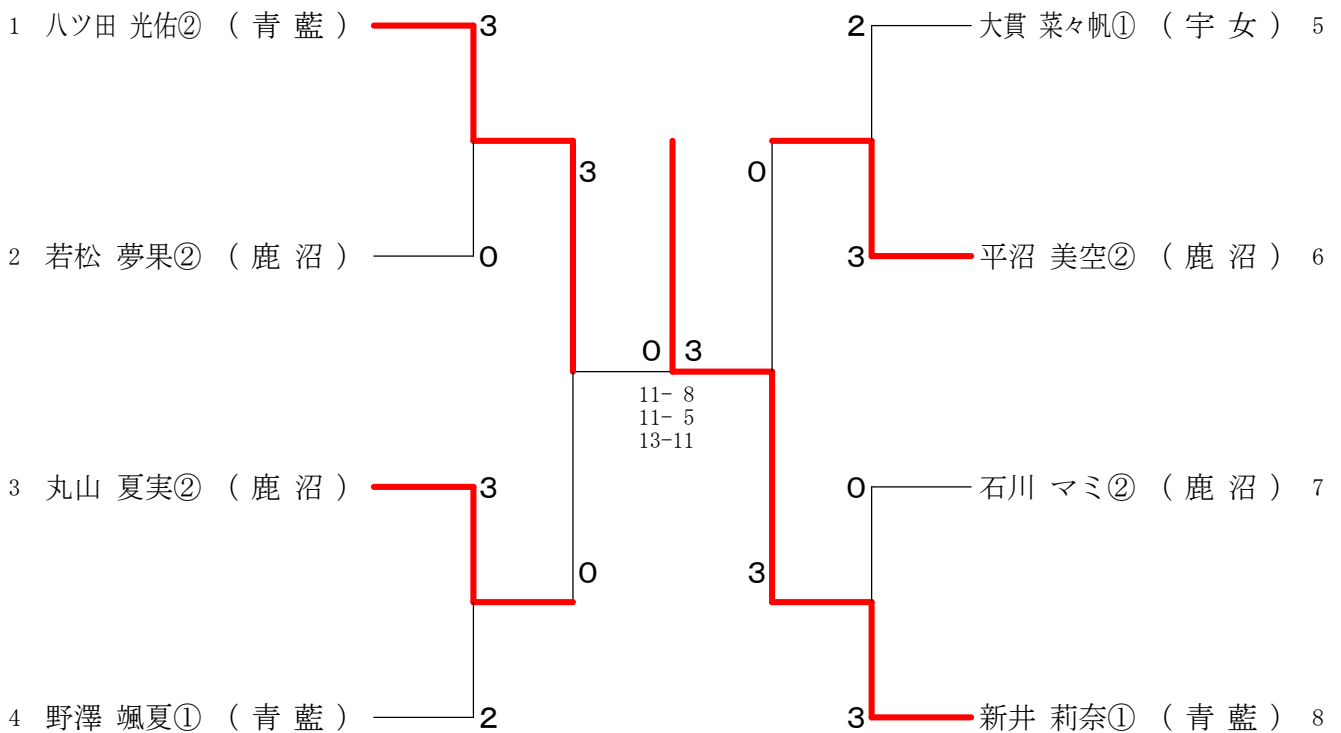 1 八ツ田 光佑② （ 青 藍 ） 3
2 大貫 菜々帆① （ 宇 女 ） 5
3 0
2 若松 夢果② （ 鹿 沼 ） 0
3 平沼 美空② （ 鹿 沼 ） 6
0 3
11- 8
11- 5
13-11
3 丸山 夏実② （ 鹿 沼 ） 3
0 石川 マミ② （ 鹿 沼 ） 7
0 3
4 野澤 颯夏① （ 青 藍 ） 2
3 新井 莉奈① （ 青 藍 ） 8